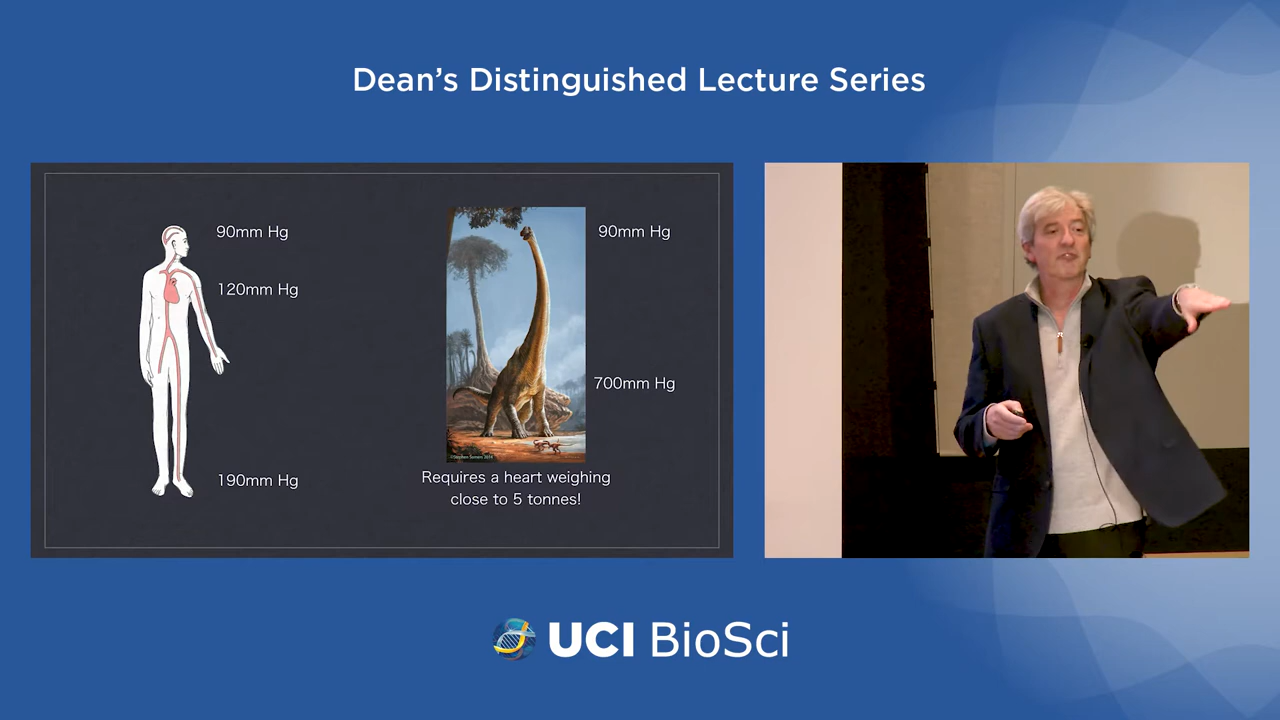 Dean's Distinguished Lecture Series
90mm Hg
120mm Hg
190mm Hg
90mm Hg
700mm Hg
Requires a heart weighing
close to 5 tonnes!
UCI BioSci